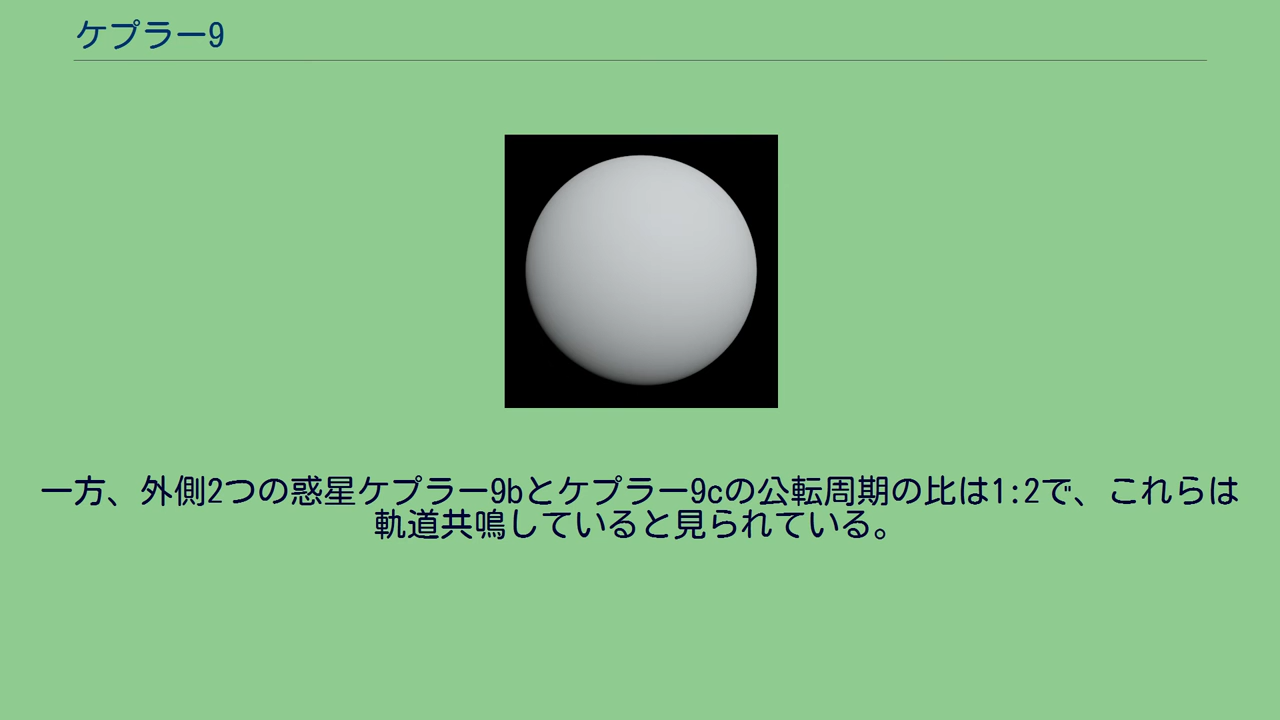 ケプラー9
一方、外側2つの惑星ケプラー9bとケプラー9cの公転周期の比は1:2で、これらは
軌道共鳴していると見られている。